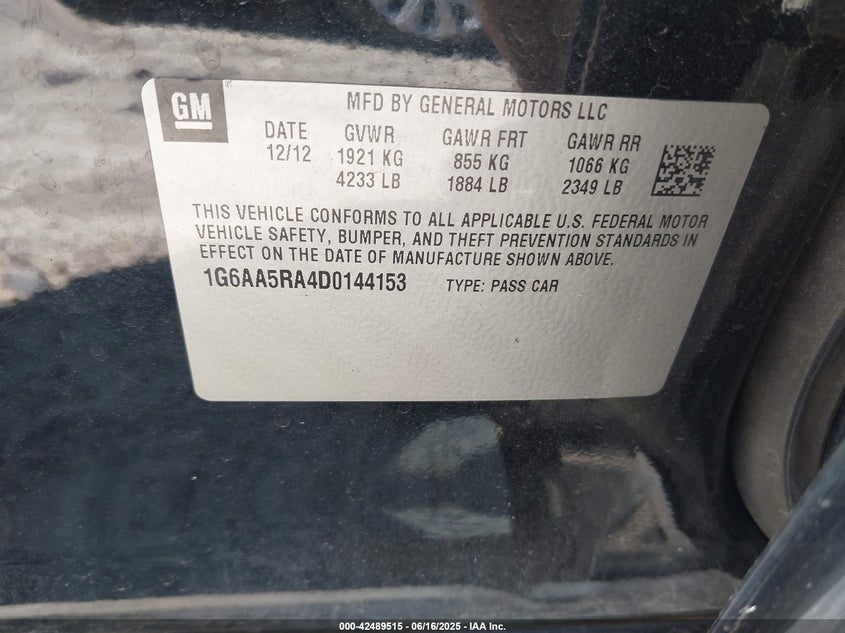 GM
MFD BY GENERAL MOTORS LLC
DATE GVWR GAWR FRT GAWR RR
12/12 1921 KG 855 KG 1066 KG
4233 LB 1884 LB 2349 LB
THIS VEHICLE CONFORMS TO ALL APPLICABLE U.S. FEDERAL MOTOR
VEHICLE SAFETY, BUMPER, AND THEFT PREVENTION STANDARDS IN
EFFECT ON THE DATE OF MANUFACTURE SHOWN ABOVE.
1G6AA5RA4D0144153 TYPE: PASS CAR
000-42489515 - 06/16/2025 - IAA Inc.